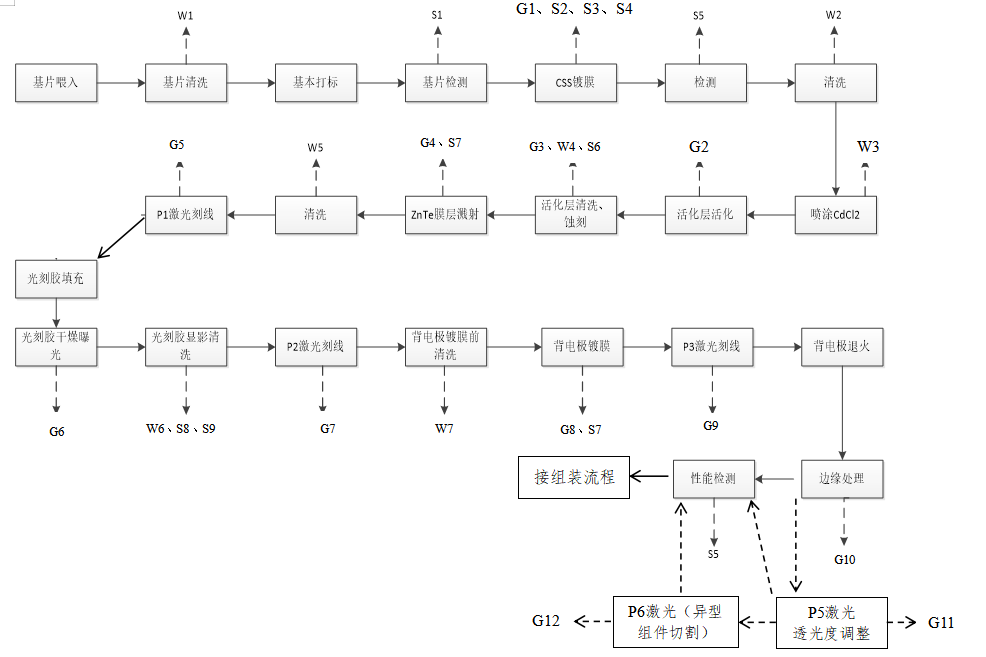 W1
S1
G1、S2、S3、S4
S5
W2
基片喂入
基片清洗
基本打标
基片检测
CSS镀膜
检测
清洗
G5
W5
G4、S7
G3、W4、S6
G2
W3
P1激光刻线
清洗
ZnTe膜层溅射
活化层清洗、
蚀刻
活化层活化
喷涂CdCl2
光刻胶填充
光刻胶干燥曝
光
光刻胶显影清
洗
P2激光刻线
背电极镀膜前
清洗
背电极镀膜
P3激光刻线
背电极退火
G6
W6、S8、S9
G7
W7
G8、S7
G9
接组装流程
性能检测
边缘处理
S5
G10
G12
P6激光（异型
组件切割）
P5激光
透光度调整
G11